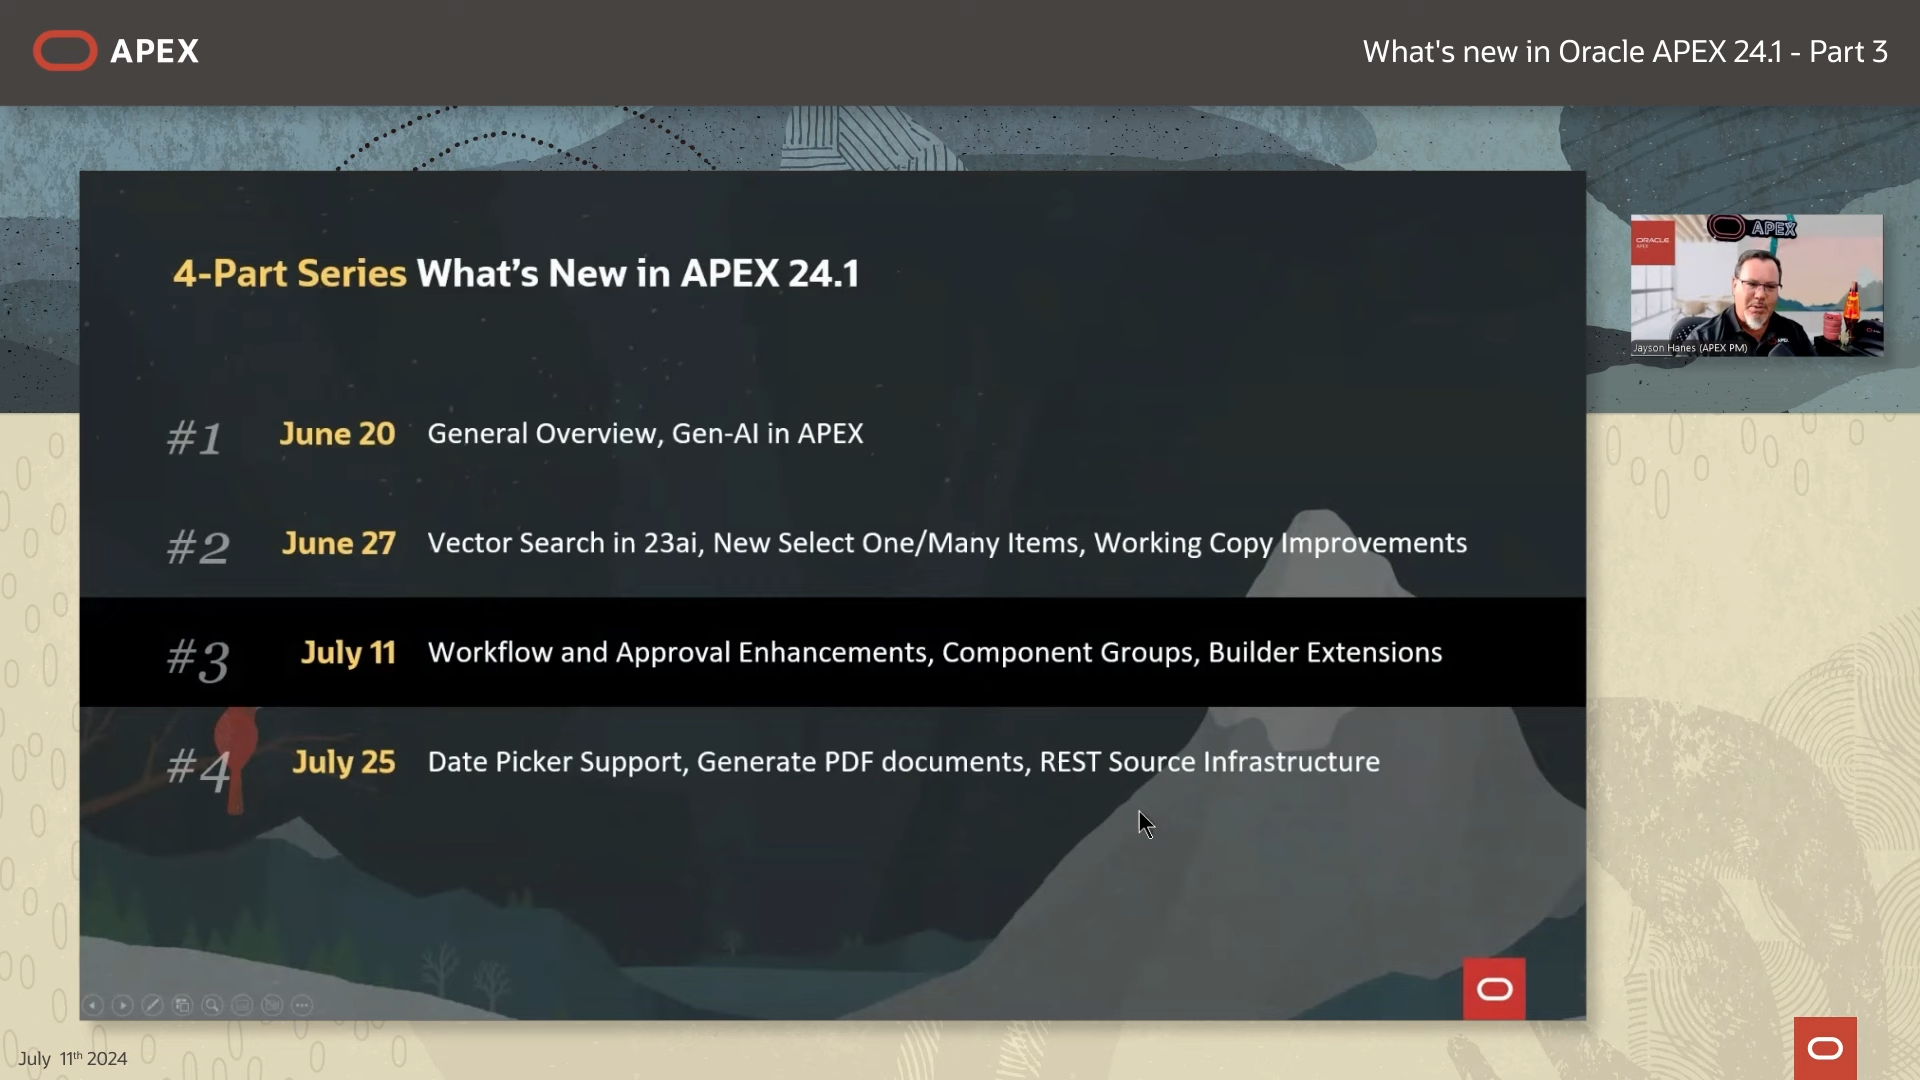 APEX
What's new in Oracle APEX 24.1 - Part 3
4-Part Series What's New in APEX 24.1
ORACLE
APEX
APEX
Jayson Hanes (APEX PM)
#1 June 20 General Overview, Gen-AI in APEX
#2 June 27 Vector Search in 23ai, New Select One/Many Items, Working Copy Improvements
#3 July 11 Workflow and Approval Enhancements, Component Groups, Builder Extensions
#4 July 25 Date Picker Support, Generate PDF documents, REST Source Infrastructure
July 11th 2024